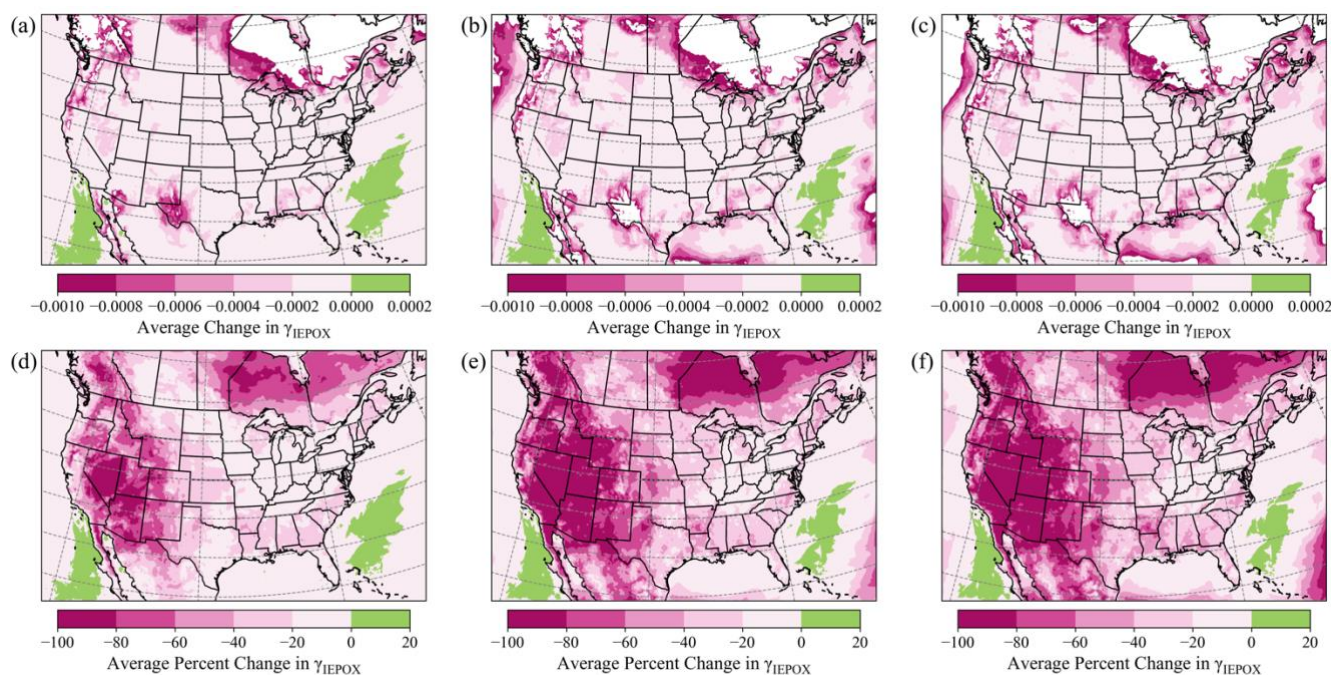 (a) (b) (c)
−0.0010 −0.0008 −0.0006 −0.0004 −0.0002 0.0000 0.0002 −0.0010 −0.0008 −0.0006 −0.0004 −0.0002 0.0000 0.0002 −0.0010 −0.0008 −0.0006 −0.0004 −0.0002 0.0000 0.0002
Average Change in γIEPOX Average Change in γIEPOX Average Change in γIEPOX
(d) (e) (f)
−100 −80 −60 −40 −20 0 20 −100 −80 −60 −40 −20 0 20 −100 −80 −60 −40 −20 0 20
Average Percent Change in γIEPOX Average Percent Change in γIEPOX Average Percent Change in γIEPOX